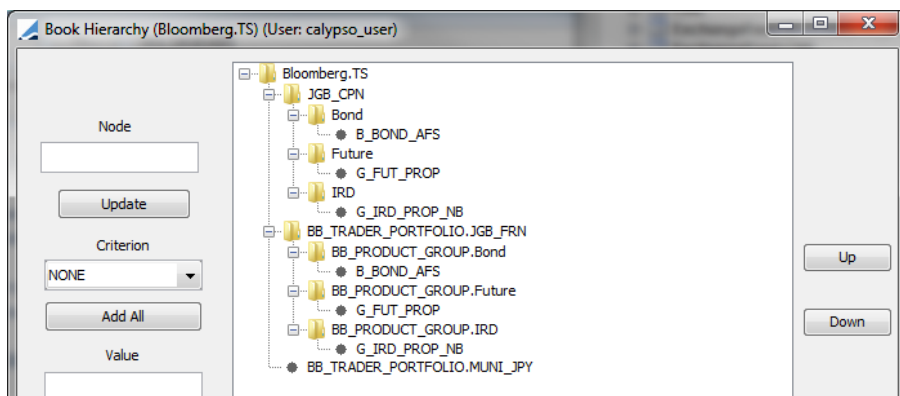 Book Hierarchy (Bloomberg.TS) (User: calypso_user)
Node
Update
Criterion
NONE
Add All
Value
Bloomberg.TS
JGB_CPN
Bond
B_BOND_AFS
Future
G_FUT_PROP
IRD
G_IRD_PROP_NB
BB_TRADER_PORTFOLIO.JGB_FRN
BB_PRODUCT_GROUP.Bond
B_BOND_AFS
BB_PRODUCT_GROUP.Future
G_FUT_PROP
BB_PRODUCT_GROUP.IRD
G_IRD_PROP_NB
BB_TRADER_PORTFOLIO.MUNI_JPY
Up
Down